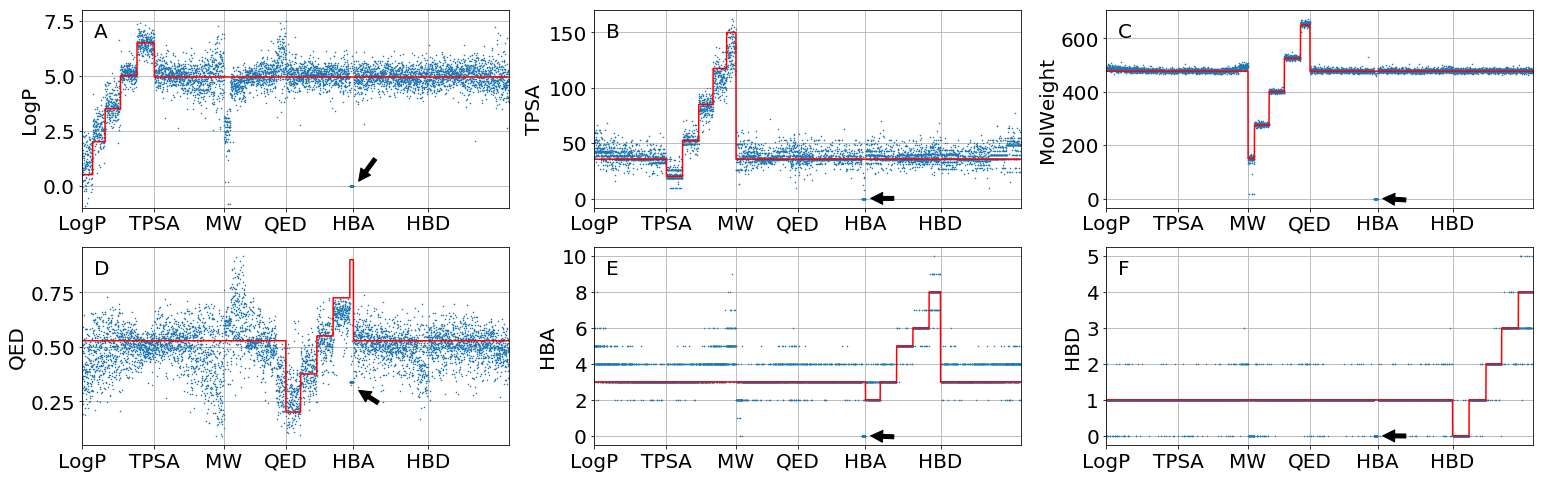 A
LogP
7.5
5.0
2.5
0.0
LogP TPSA MW QED HBA HBD
B
TPSA
150
100
50
0
LogP TPSA MW QED HBA HBD
C
MolWeight
600
400
200
0
LogP TPSA MW QED HBA HBD
D
QED
0.75
0.50
0.25
LogP TPSA MW QED HBA HBD
E
HBA
10
8
6
4
2
0
LogP TPSA MW QED HBA HBD
F
HBD
5
4
3
2
1
0
LogP TPSA MW QED HBA HBD